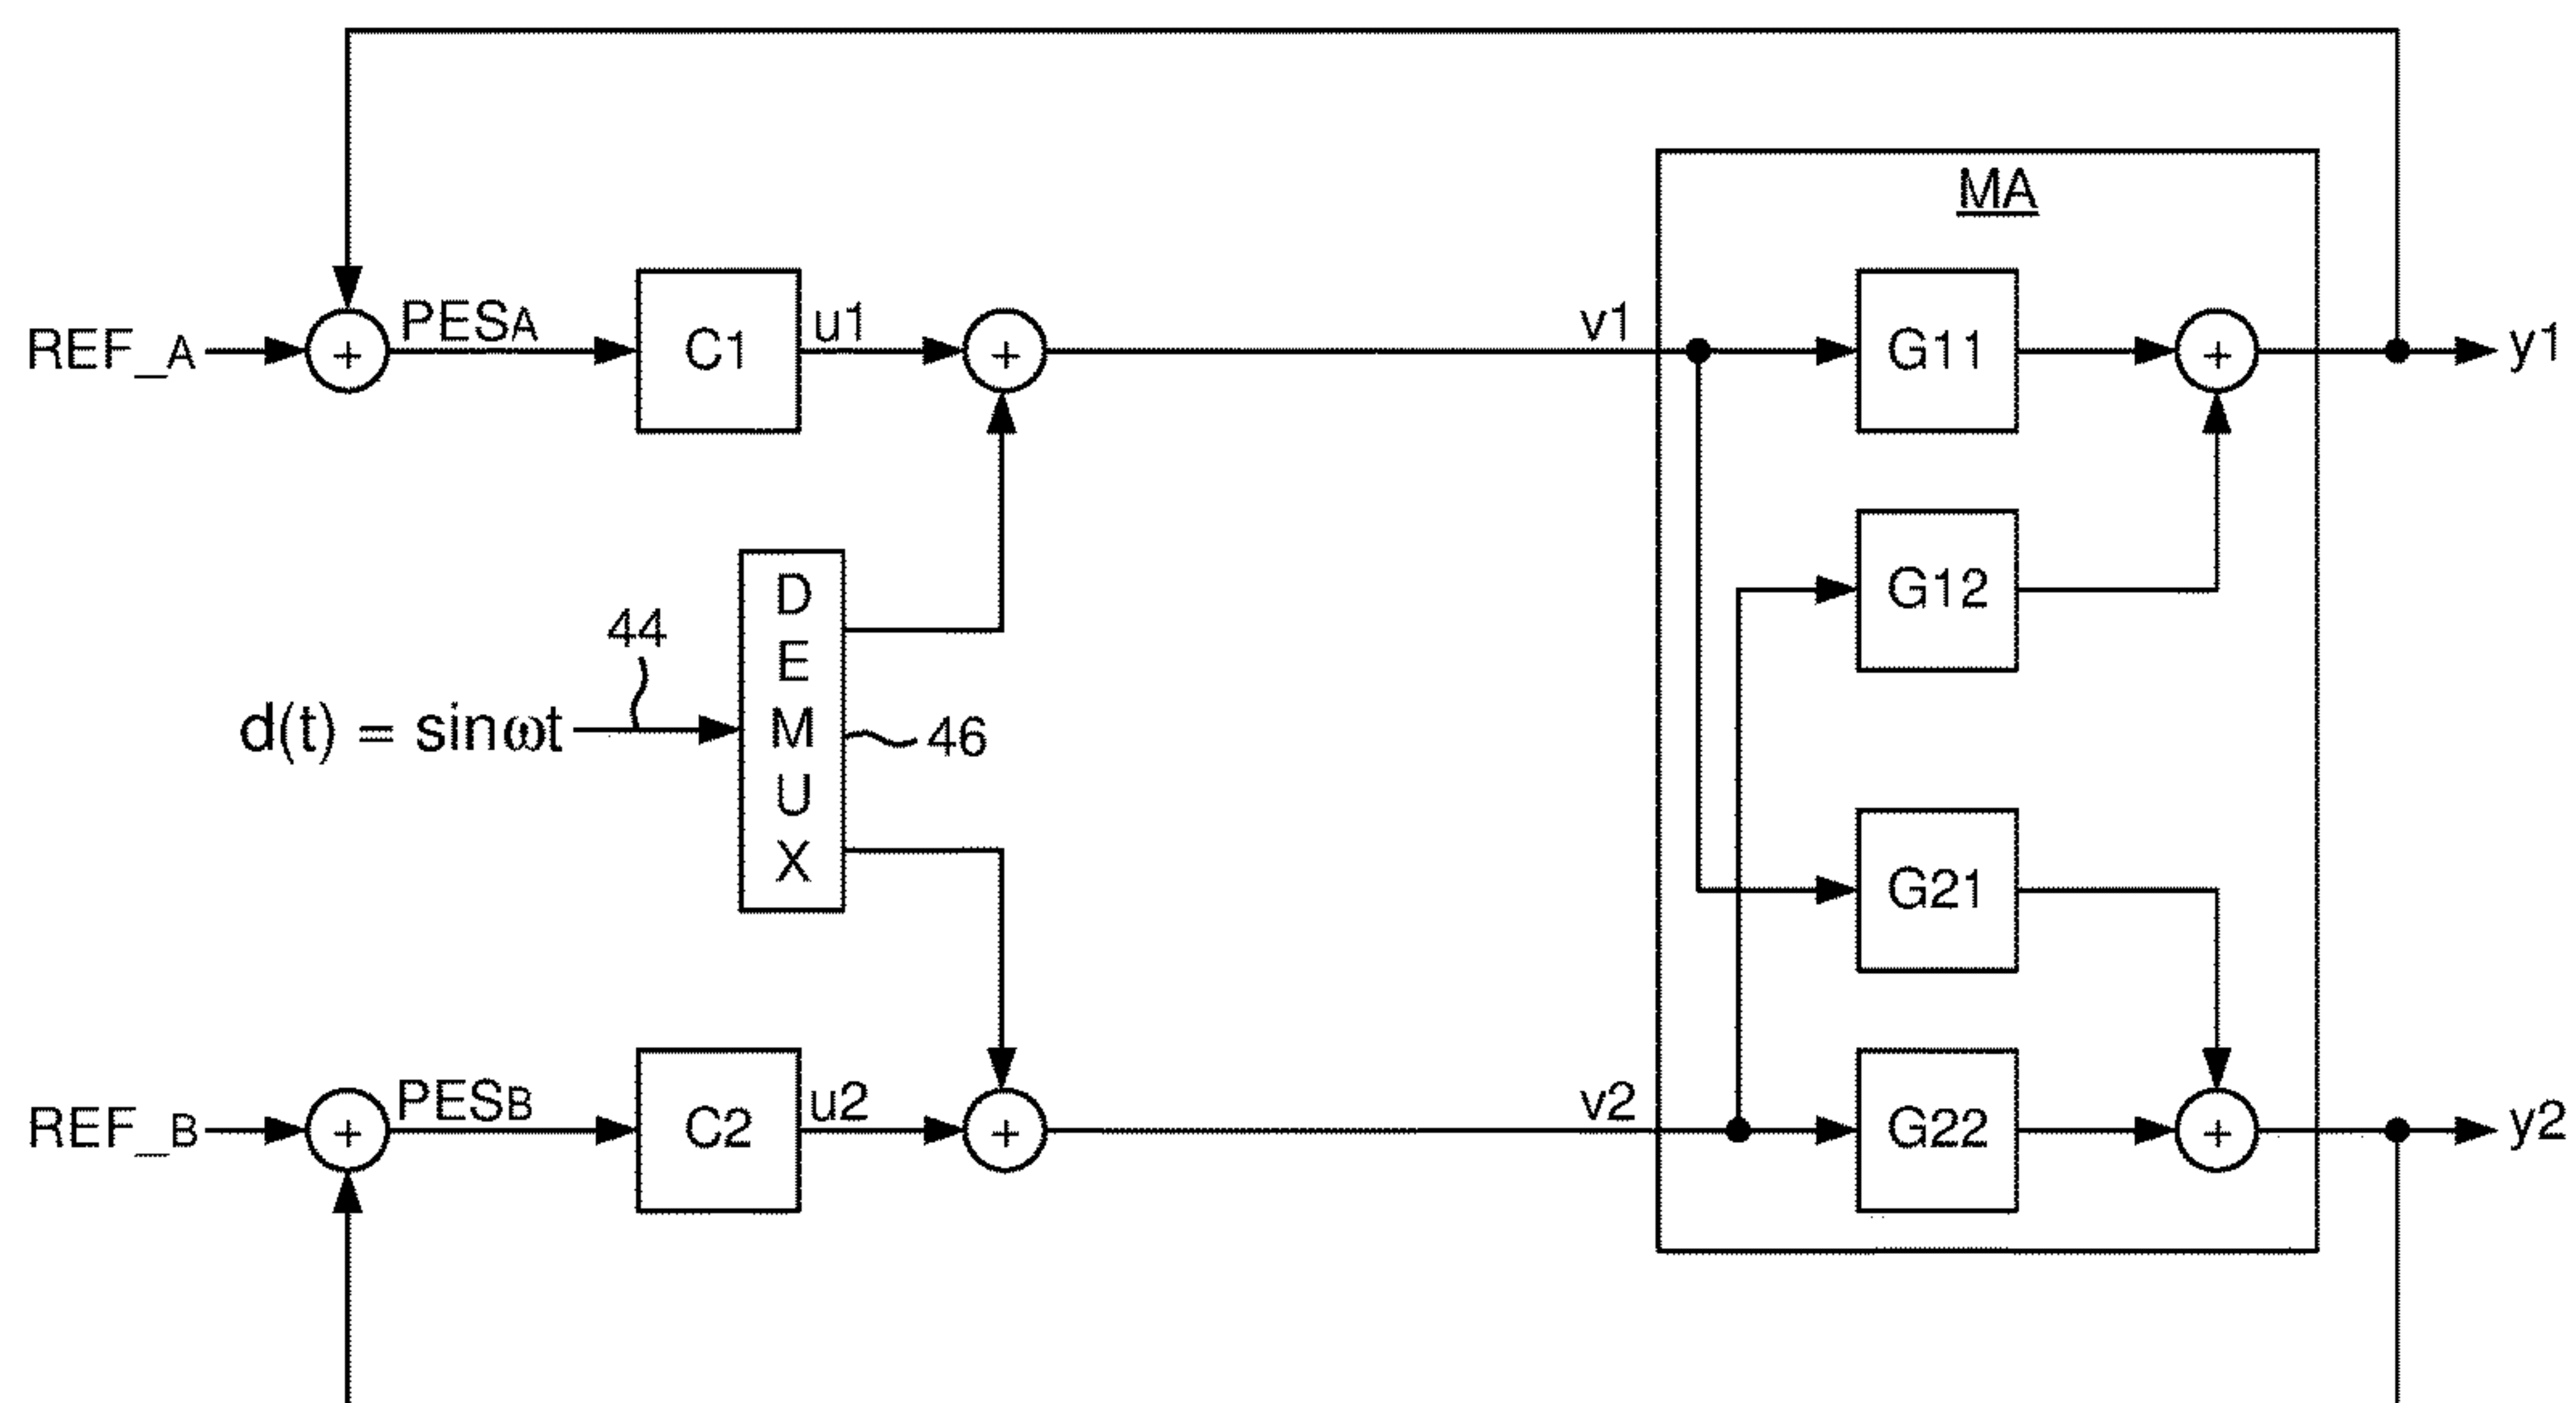 MA
REF_A
+
PESA
C1
u1
+
v1
G11
+
y1
G12
44
d(t) = sinωt
DEMUX
46
G21
REF_B
+
PESB
C2
u2
+
v2
G22
+
y2